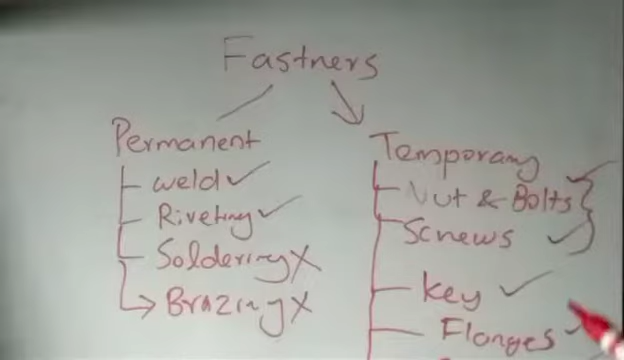 Fastners
Permanent
weld ✓
Riveting ✓
Soldering X
Brazing X
Temporary
Nut & Bolts
Screws ✓
Key ✓
Flanges ✓